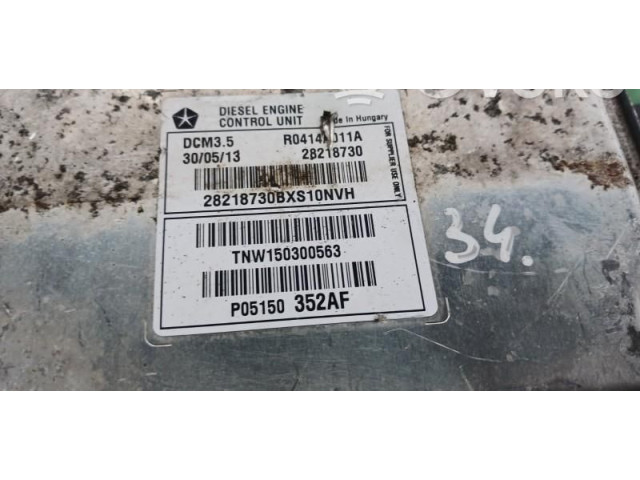 DIESEL ENGINE
CONTROL UNIT
in Hungary
DCM3.5
30/05/13 28218730
FOR SUPPLIER USE ONLY
28218730BXS10NVH
TNW150300563
P05150 352AF
34.